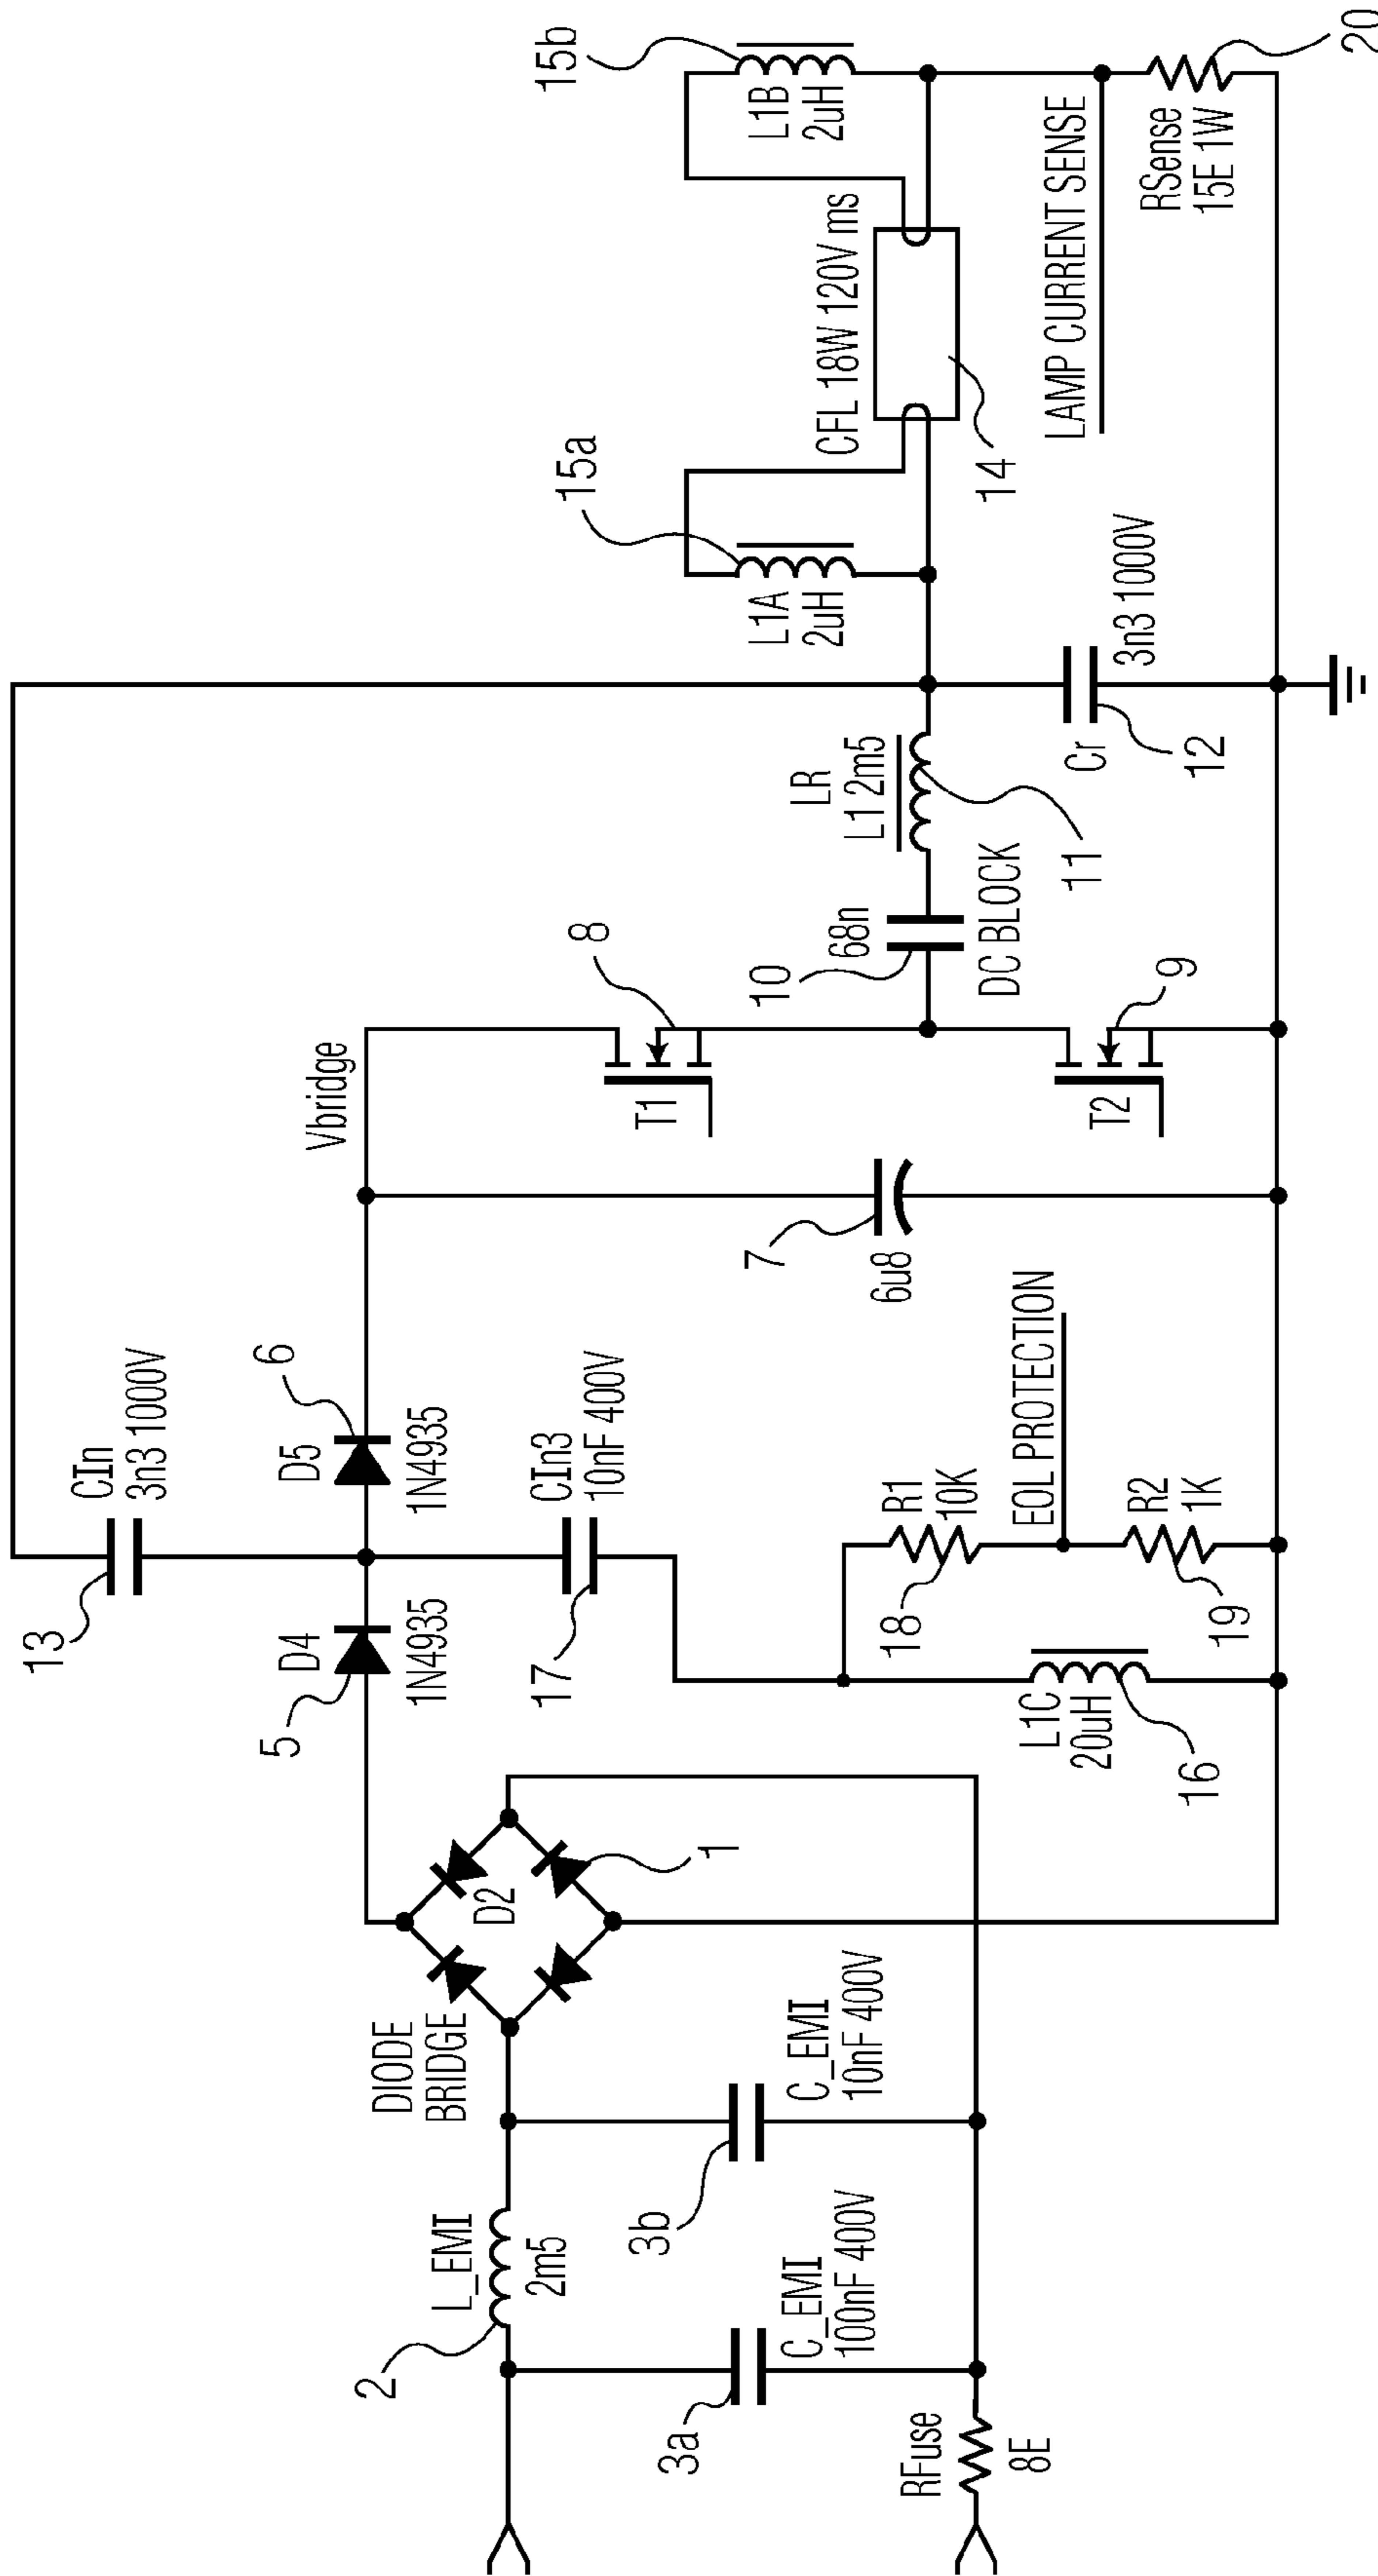 13
CIn
3n3 1000V
5
D4
1N4935
D5
1N4935
6
Vbridge
17
CIn3
10nF 400V
2
L_EMI
2m5
DIODE
BRIDGE
D2
1
3a
C_EMI
100nF 400V
3b
C_EMI
10nF 400V
RFuse
8E
L1C
20uH
16
18
R1
10K
EOL PROTECTION
R2
1K
19
7
6u8
T1
8
T2
9
10
68n
DC BLOCK
LR
L1 2m5
11
Cr
12
3n3 1000V
15a
L1A
2uH
CFL 18W 120V ms
14
15b
L1B
2uH
LAMP CURRENT SENSE
RSense
15E 1W
20